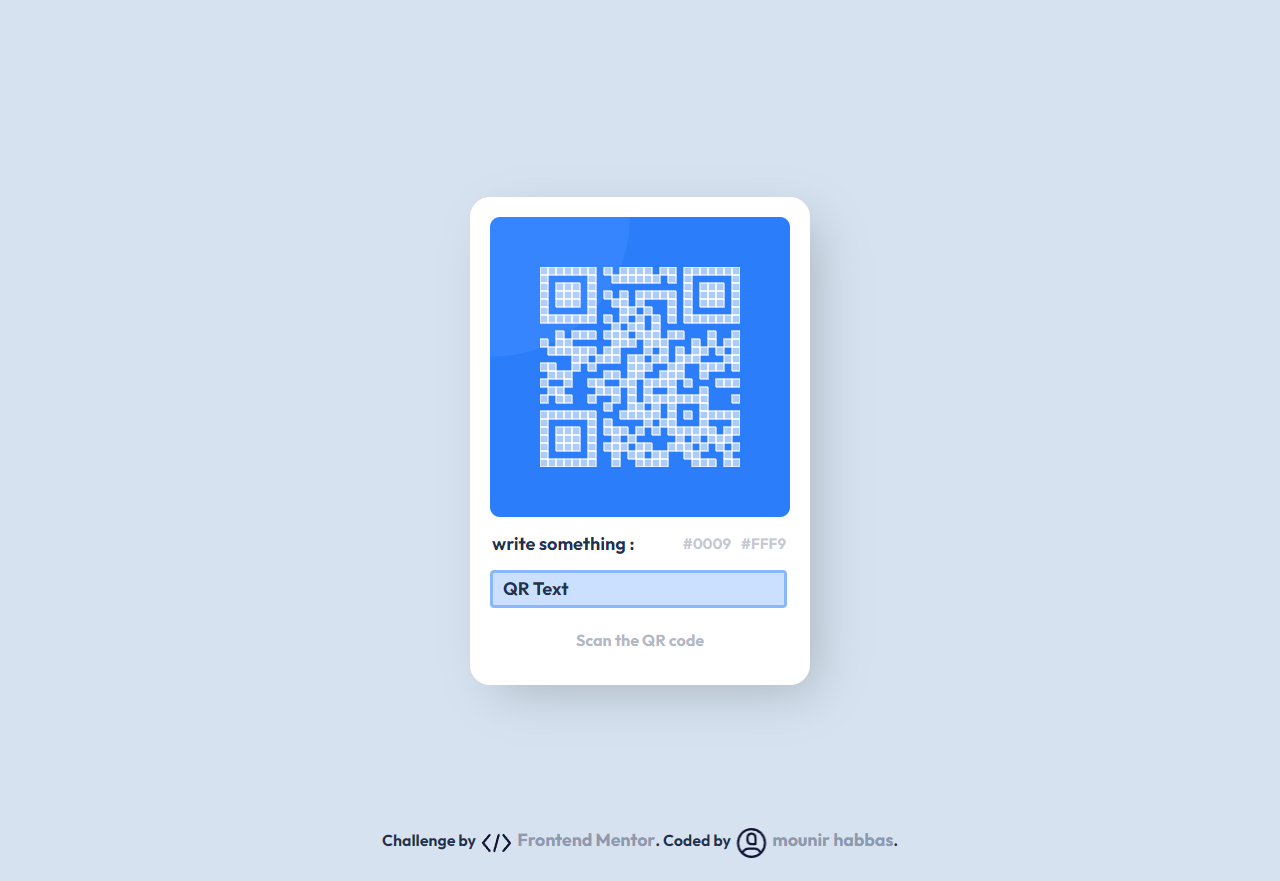 write something : #0009 #FFF9
QR Text
Scan the QR code
Challenge by </> Frontend Mentor. Coded by mounir habbas.